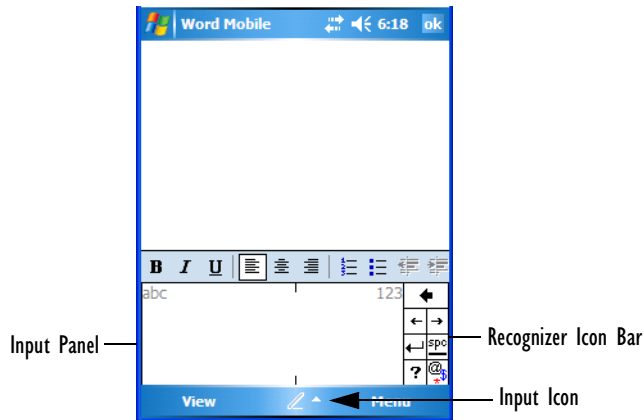 Word Mobile 6:18 ok
B I U
abc 123
spc
Input Panel
Recognizer Icon Bar
? @*$
View Menu
Input Icon